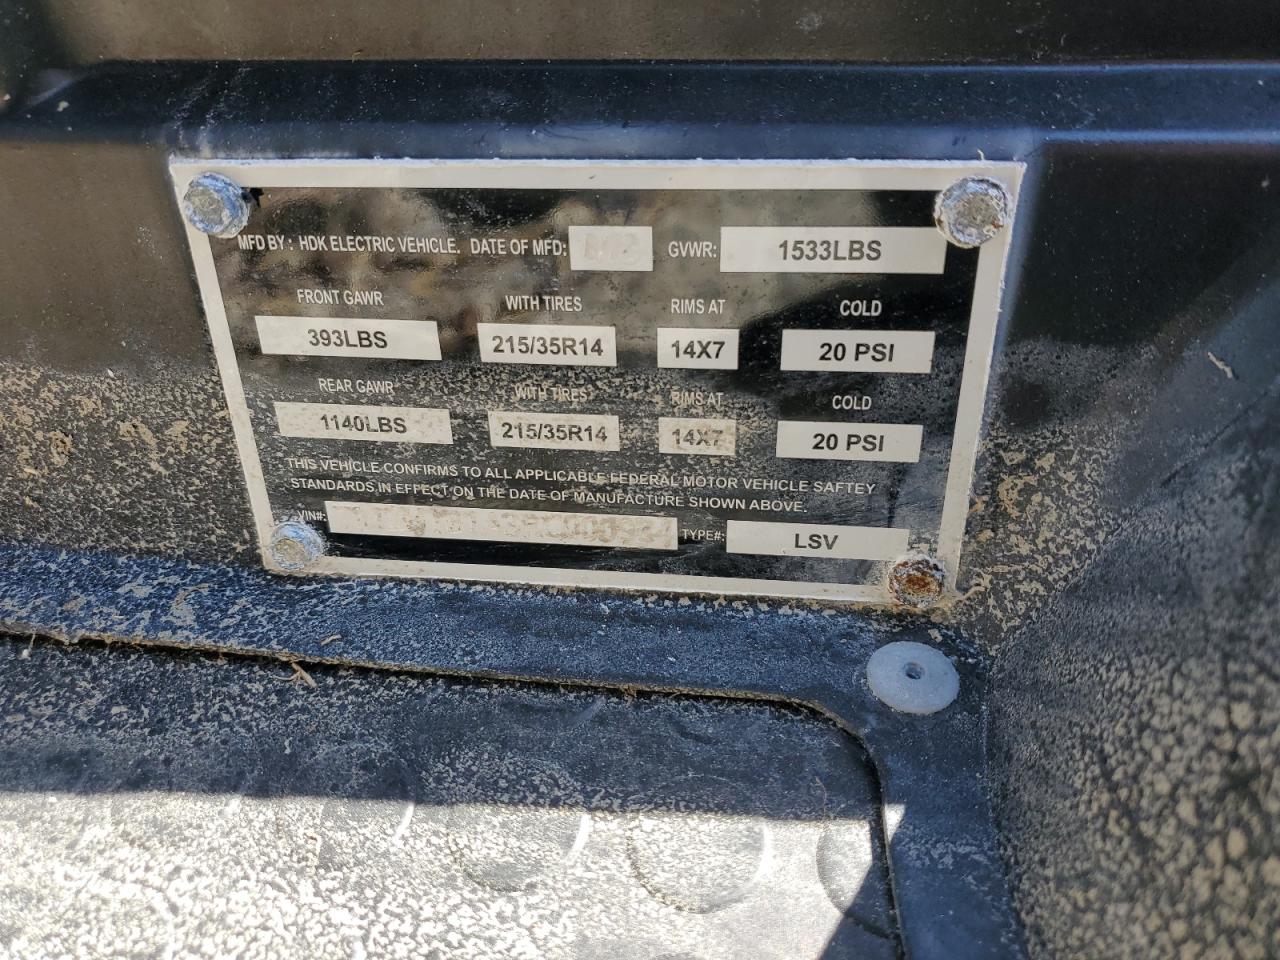 MFD BY : HDK ELECTRIC VEHICLE. DATE OF MFD: GVWR: 1533LBS
FRONT GAWR WITH TIRES RIMS AT COLD
393LBS 215/35R14 14X7 20 PSI
REAR GAWR WITH TIRES RIMS AT COLD
1140LBS 215/35R14 14X7 20 PSI
THIS VEHICLE CONFIRMS TO ALL APPLICABLE FEDERAL MOTOR VEHICLE SAFTEY
STANDARDS,IN EFFECT ON THE DATE OF MANUFACTURE SHOWN ABOVE.
VIN#: TYPE#: LSV